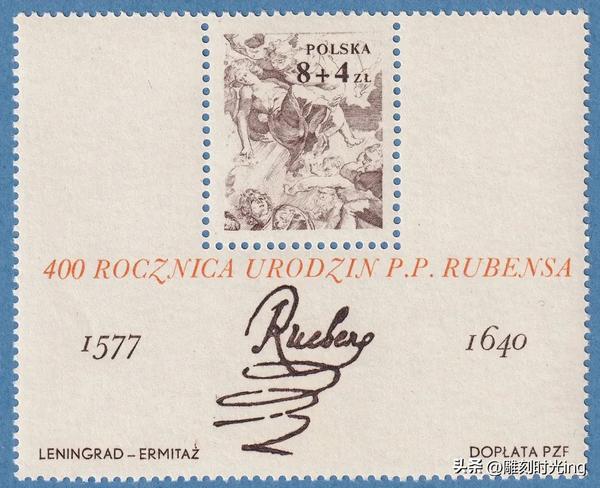 POLSKA
8+4 ZŁ
400 ROCZNICA URODZIN P.P. RUBENSA
1577
1640
LENINGRAD – ERMITAŻ
DOPŁATA PZF
头条 @雕刻时光ing